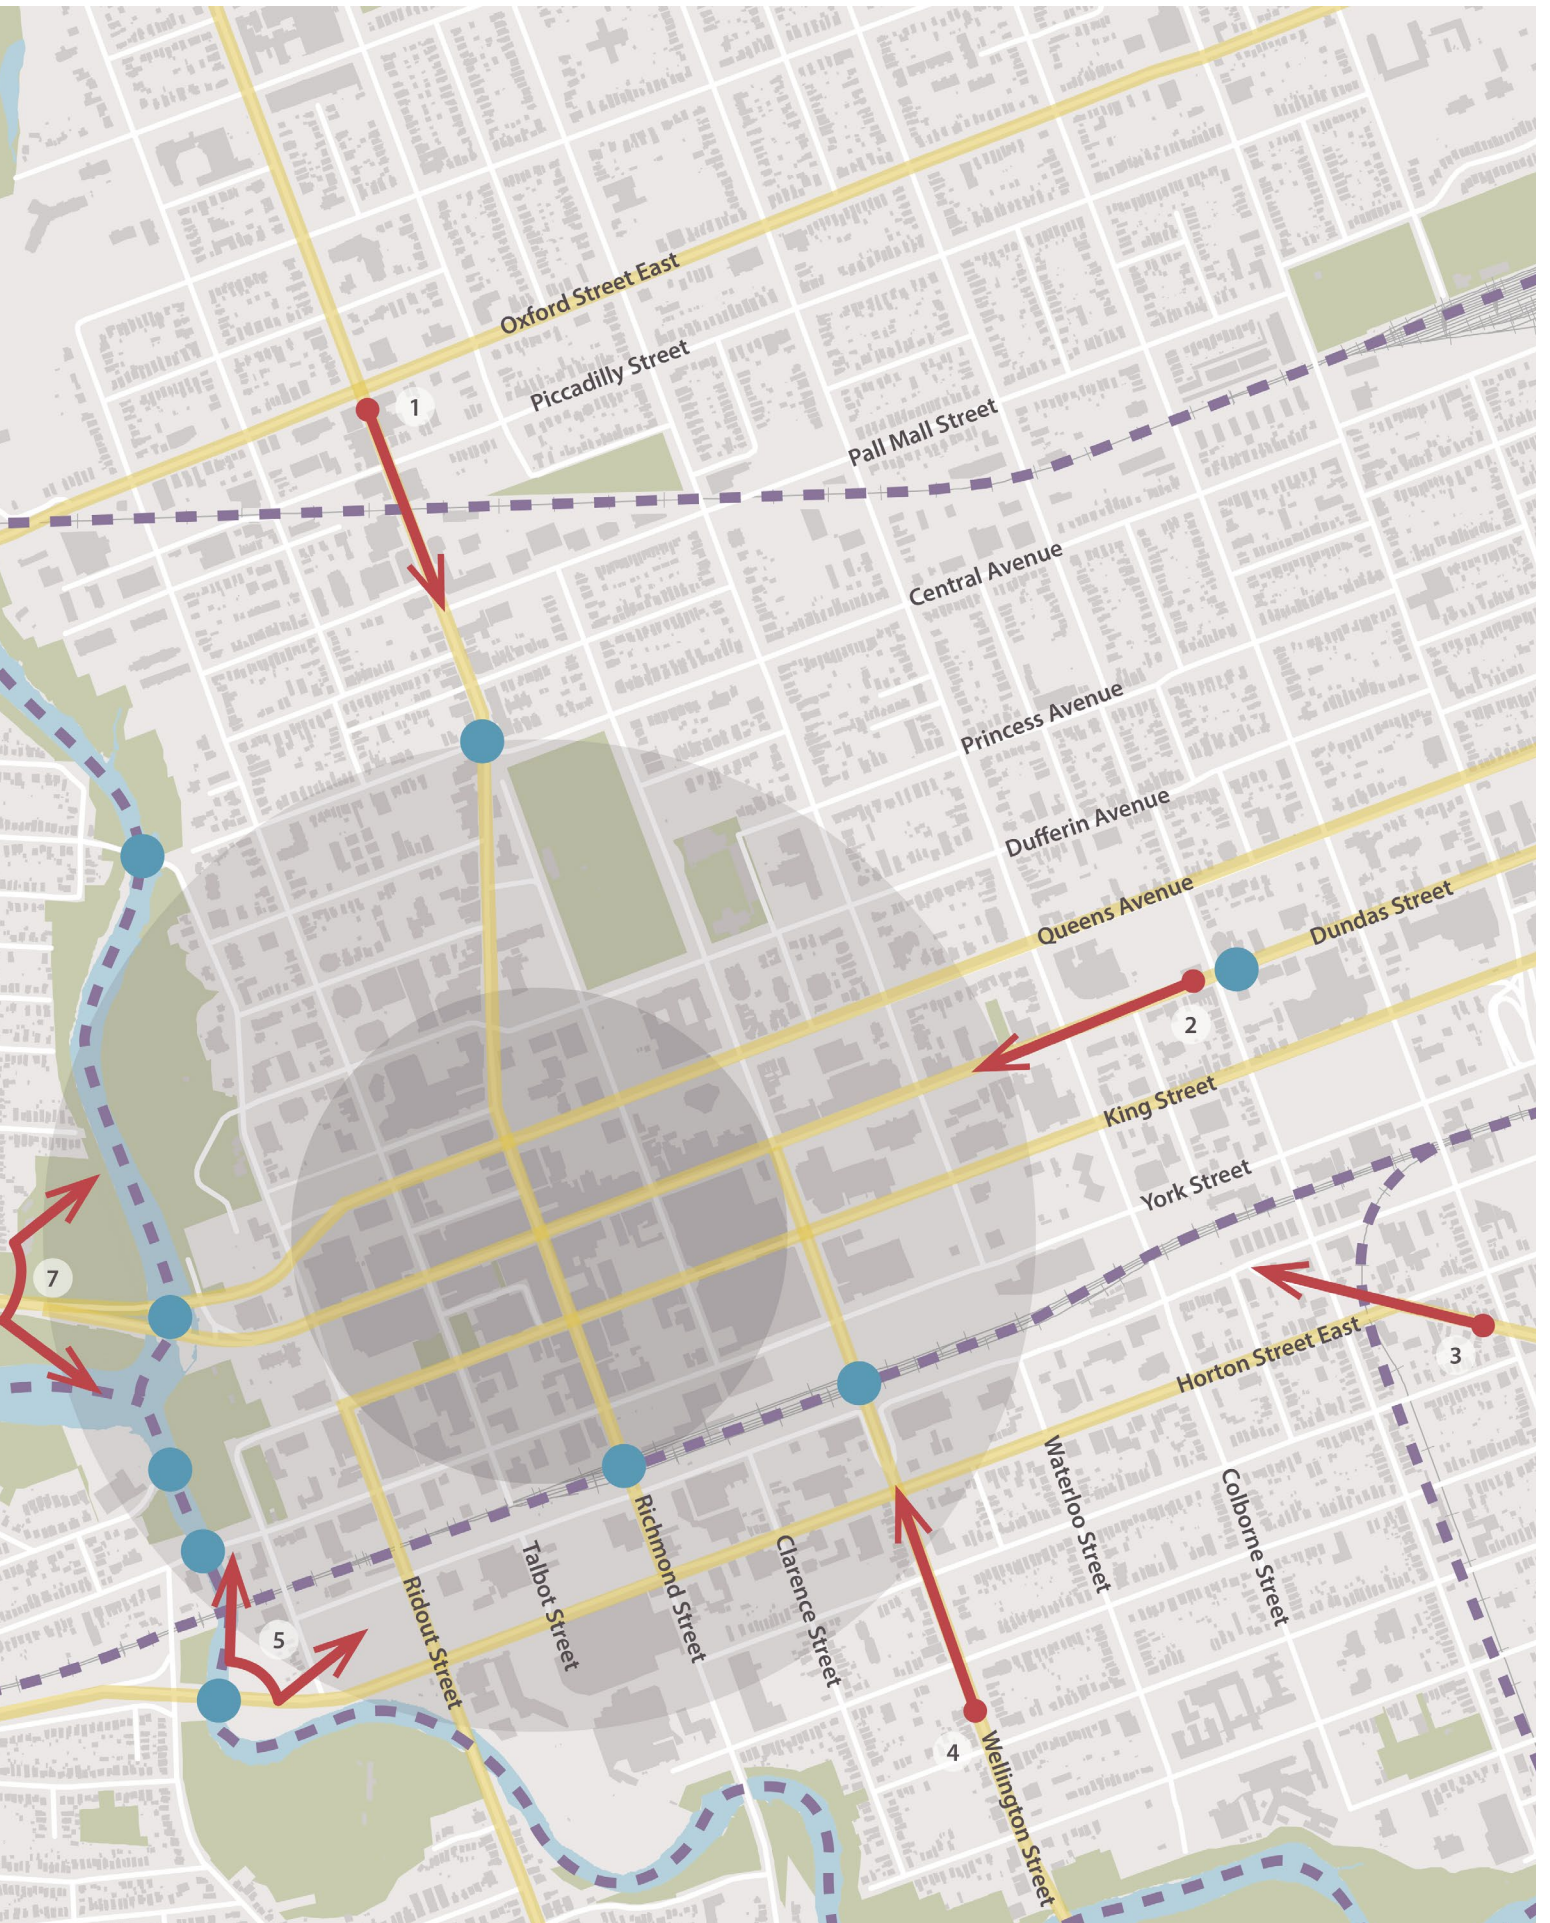 Oxford Street East
Piccadilly Street
1
Pall Mall Street
Central Avenue
Princess Avenue
Dufferin Avenue
Queens Avenue
Dundas Street
2
King Street
York Street
7
3
Horton Street East
Waterloo Street
Colborne Street
Richmond Street
Talbot Street
Clarence Street
Ridout Street
5
4
Wellington Street